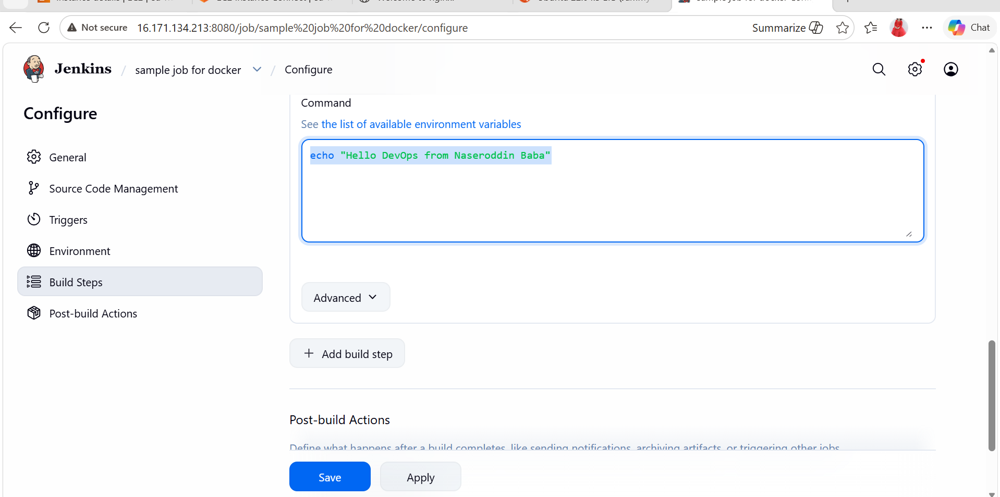 Not secure 16.171.134.213:8080/job/sample%20job%20for%20docker/configure Summarize Chat
Jenkins / sample job for docker / Configure
Configure
General
Source Code Management
Triggers
Environment
Build Steps
Post-build Actions
Command
See the list of available environment variables
echo "Hello DevOps from Naseroddin Baba"
Advanced
+ Add build step
Post-build Actions
Define what happens after a build completes, like sending notifications, archiving artifacts, or triggering other jobs.
Save Apply